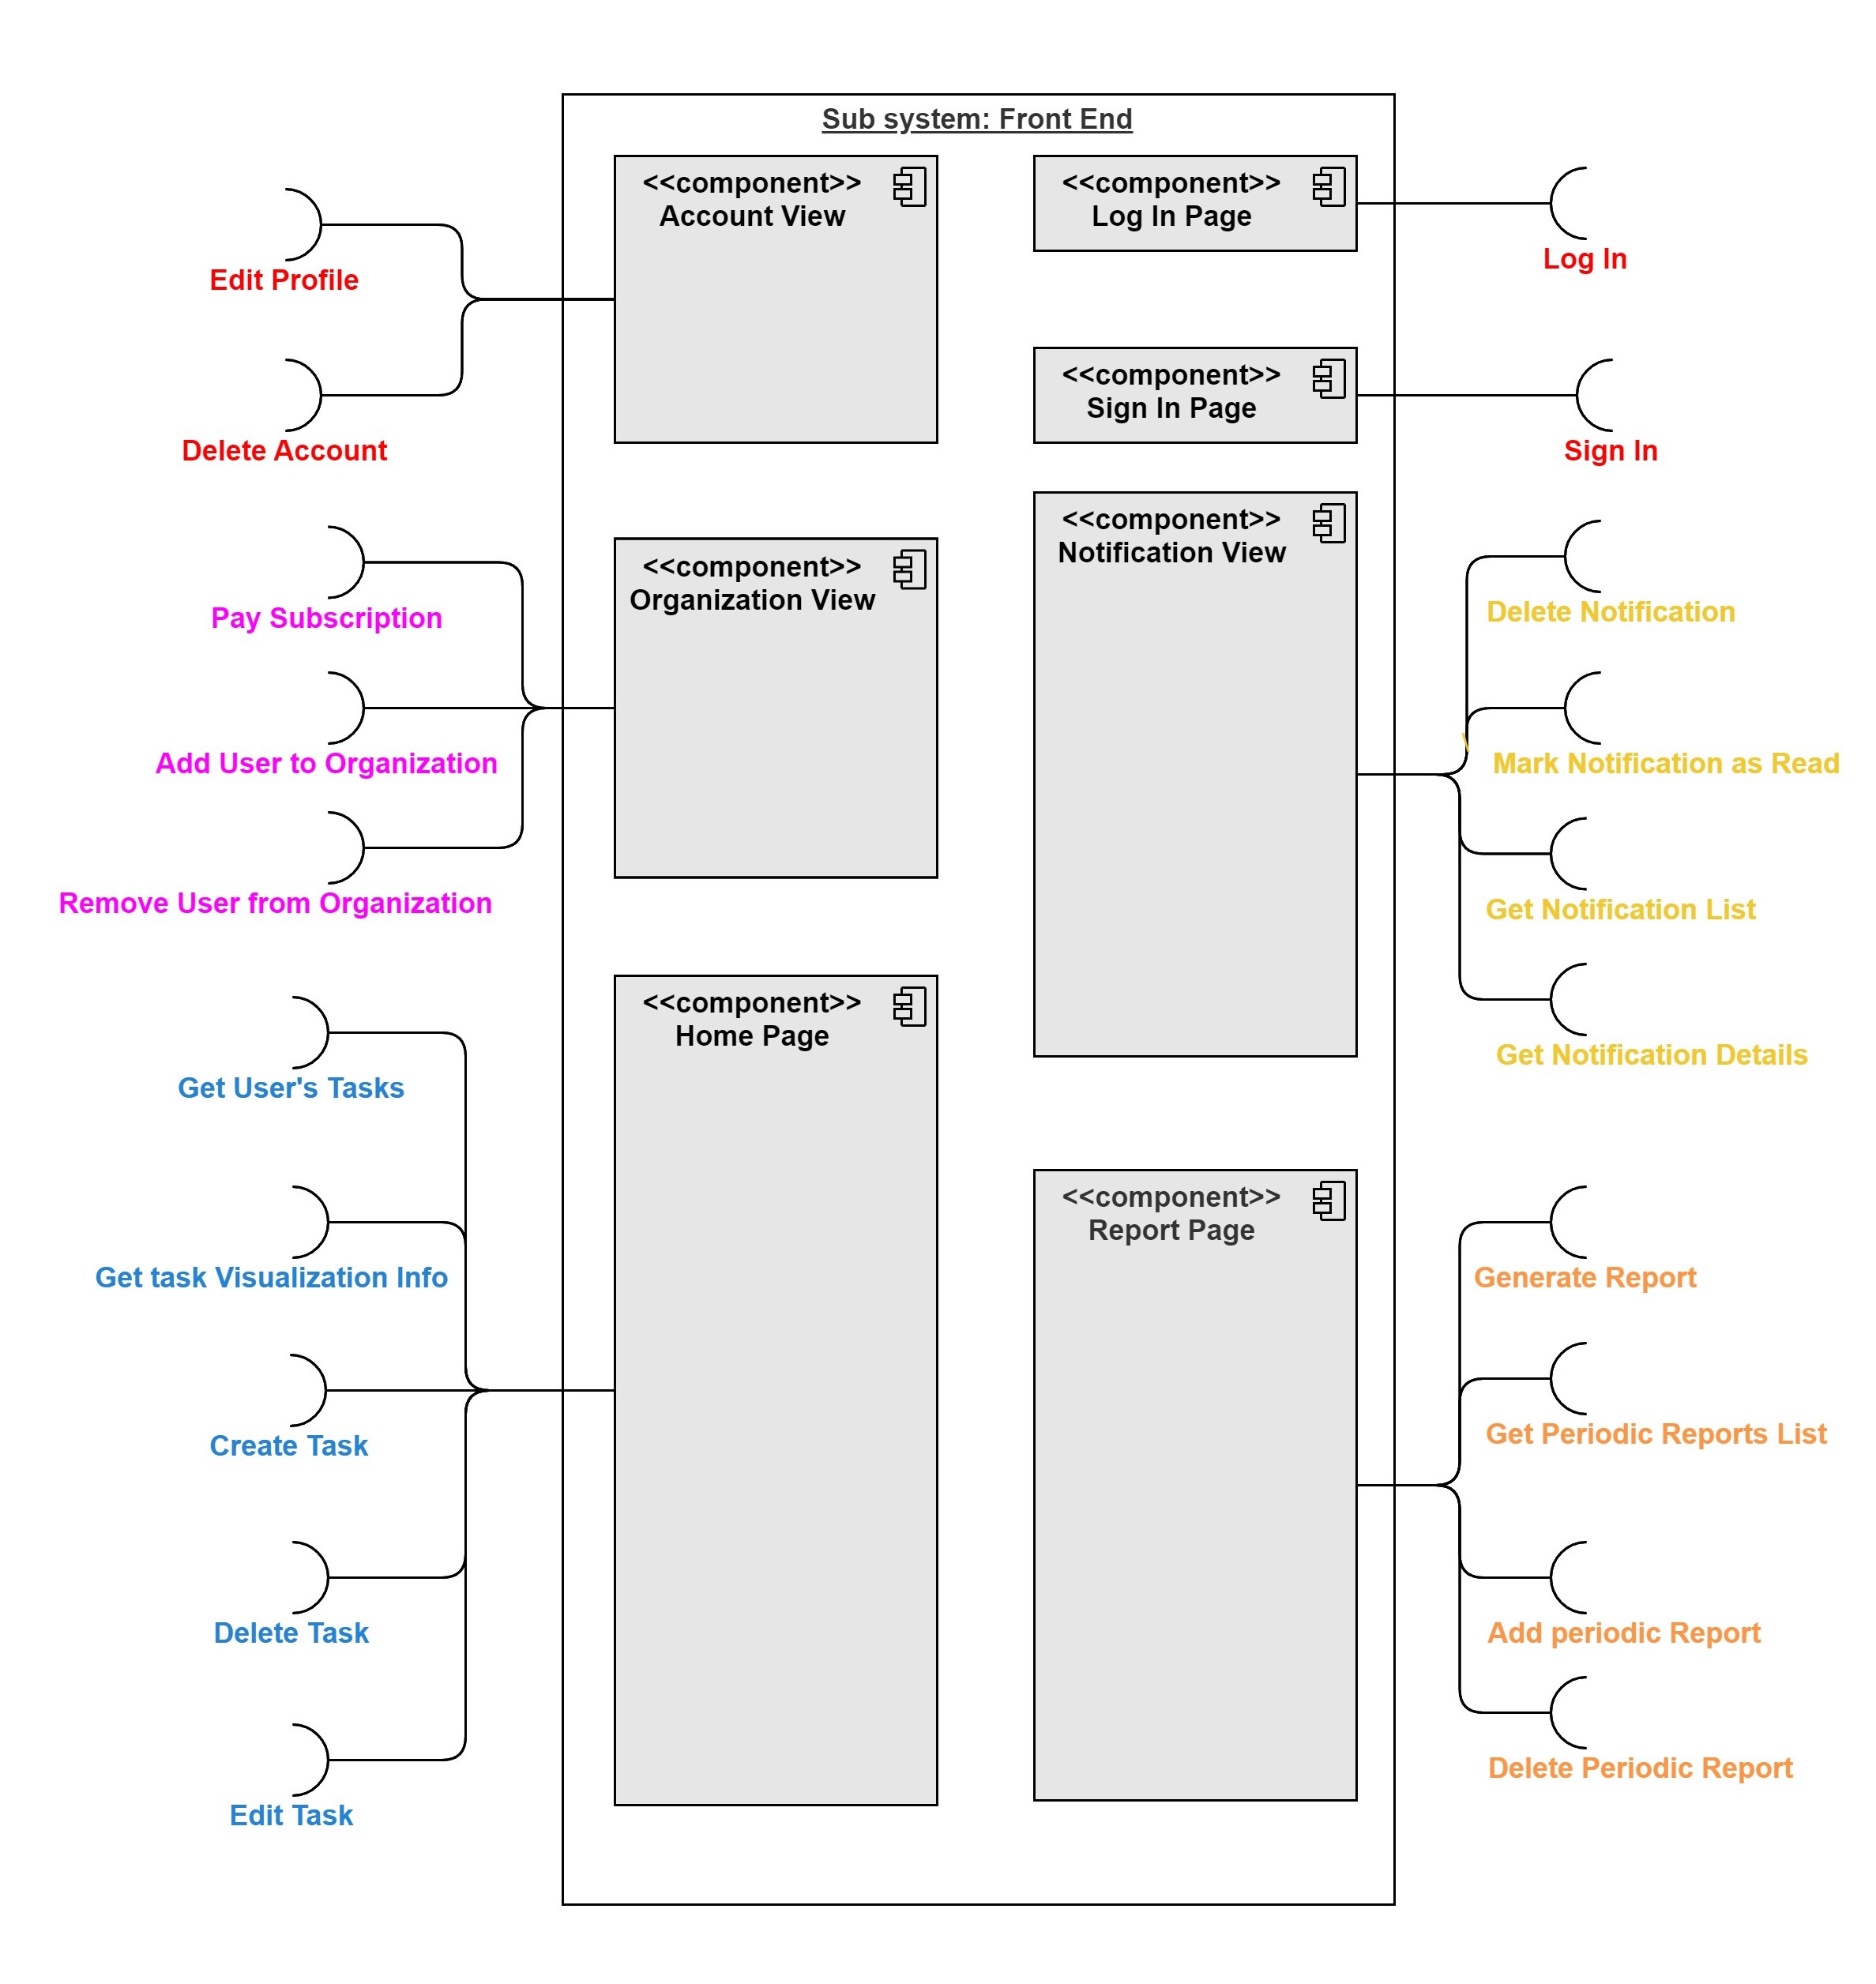 Sub system: Front End
<<component>>
Account View
Edit Profile
Delete Account
<<component>>
Organization View
Pay Subscription
Add User to Organization
Remove User from Organization
<<component>>
Home Page
Get User's Tasks
Get task Visualization Info
Create Task
Delete Task
Edit Task
<<component>>
Log In Page
Log In
<<component>>
Sign In Page
Sign In
<<component>>
Notification View
Delete Notification
Mark Notification as Read
Get Notification List
Get Notification Details
<<component>>
Report Page
Generate Report
Get Periodic Reports List
Add periodic Report
Delete Periodic Report